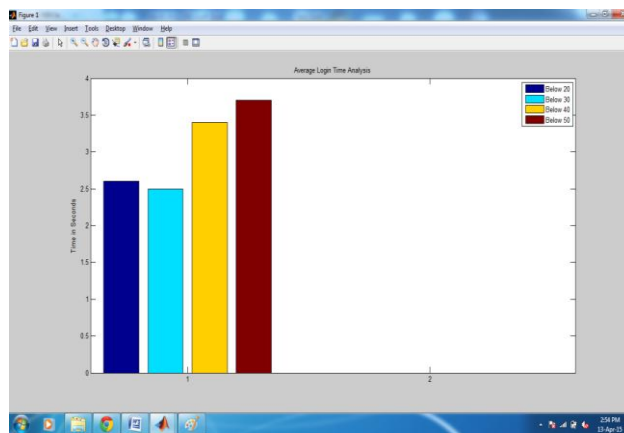 Figure 1
File Edit View Insert Tools Desktop Window Help
Average Login Time Analysis
Below 20
Below 30
Below 40
Below 50
4
3.5
3
2.5
2
1.5
1
0.5
0
Time in Seconds
1 2
2:54 PM
13-Apr-15